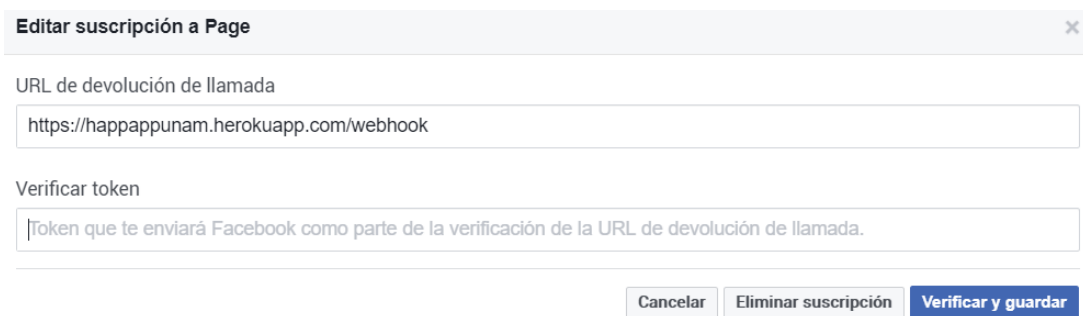 Editar suscripción a Page
URL de devolución de llamada
https://happappunam.herokuapp.com/webhook
Verificar token
Token que te enviará Facebook como parte de la verificación de la URL de devolución de llamada.
Cancelar Eliminar suscripción Verificar y guardar